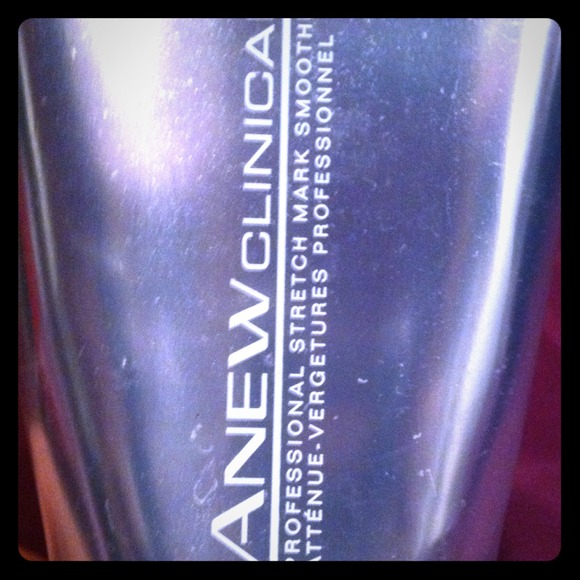 ANEW CLINICA
PROFESSIONAL STRETCH MARK SMOOTH
ATTÉNUE-VERGETURES PROFESSIONNEL